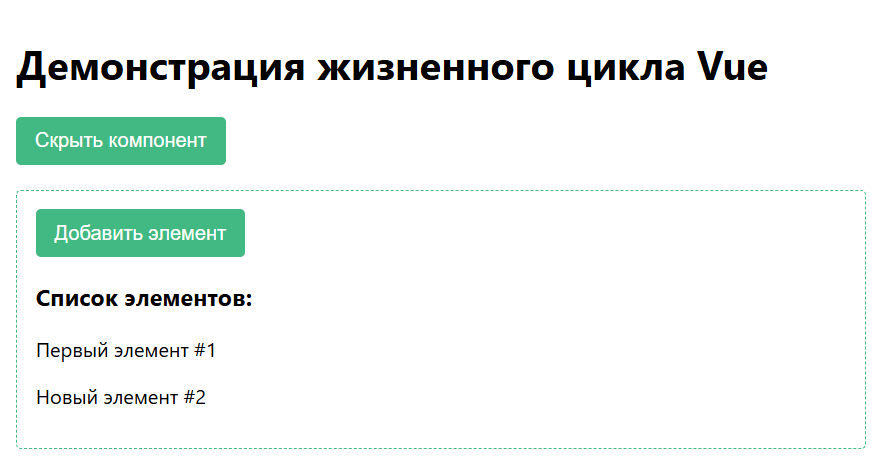 Демонстрация жизненного цикла Vue
Скрыть компонент
Добавить элемент
Список элементов:
Первый элемент #1
Новый элемент #2